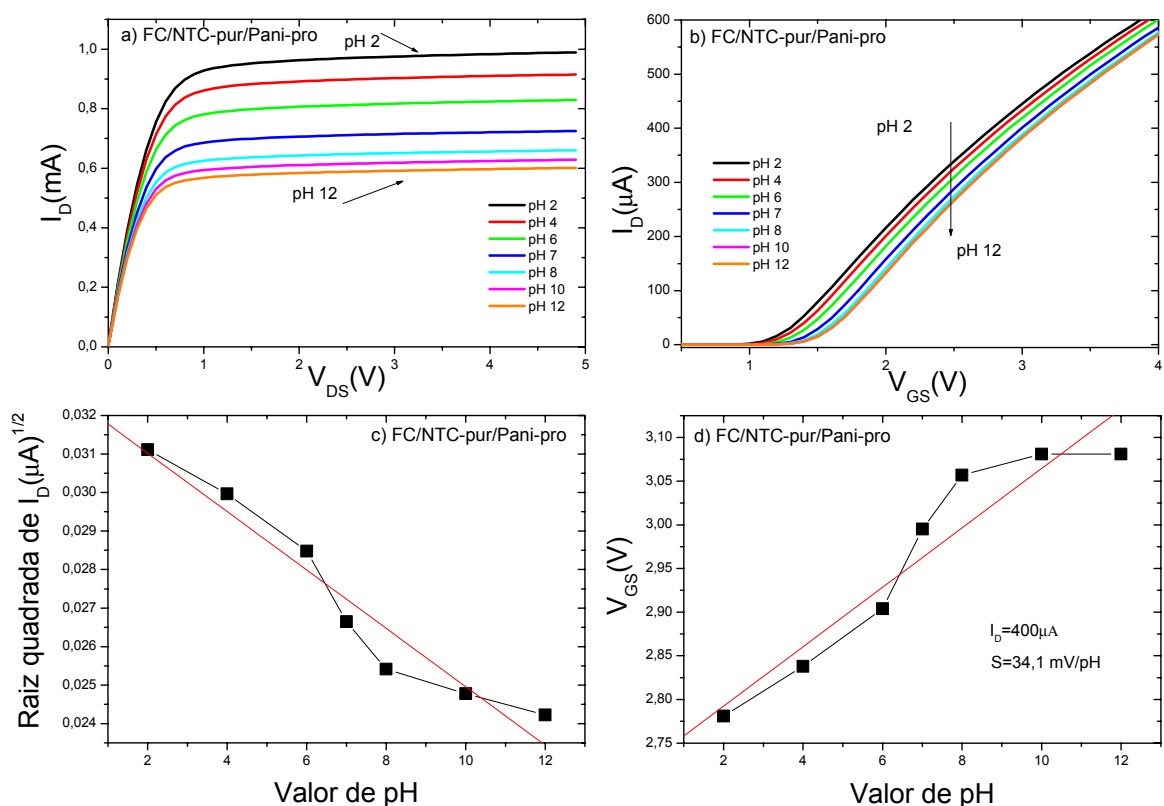 a) FC/NTC-pur/Pani-pro
pH 2
pH 12
pH 2
pH 4
pH 6
pH 7
pH 8
pH 10
pH 12
I_D(mA)
1,0
0,8
0,6
0,4
0,2
0,0
0 1 2 3 4 5
V_DS(V)
b) FC/NTC-pur/Pani-pro
pH 2
pH 12
pH 2
pH 4
pH 6
pH 7
pH 8
pH 10
pH 12
I_D(µA)
600
500
400
300
200
100
0
1 2 3 4
V_GS(V)
c) FC/NTC-pur/Pani-pro
Raiz quadrada de I_D(µA)^1/2
0,032
0,031
0,030
0,029
0,028
0,027
0,026
0,025
0,024
2 4 6 8 10 12
Valor de pH
d) FC/NTC-pur/Pani-pro
V_GS(V)
3,10
3,05
3,00
2,95
2,90
2,85
2,80
2,75
I_D=400µA
S=34,1 mV/pH
2 4 6 8 10 12
Valor de pH